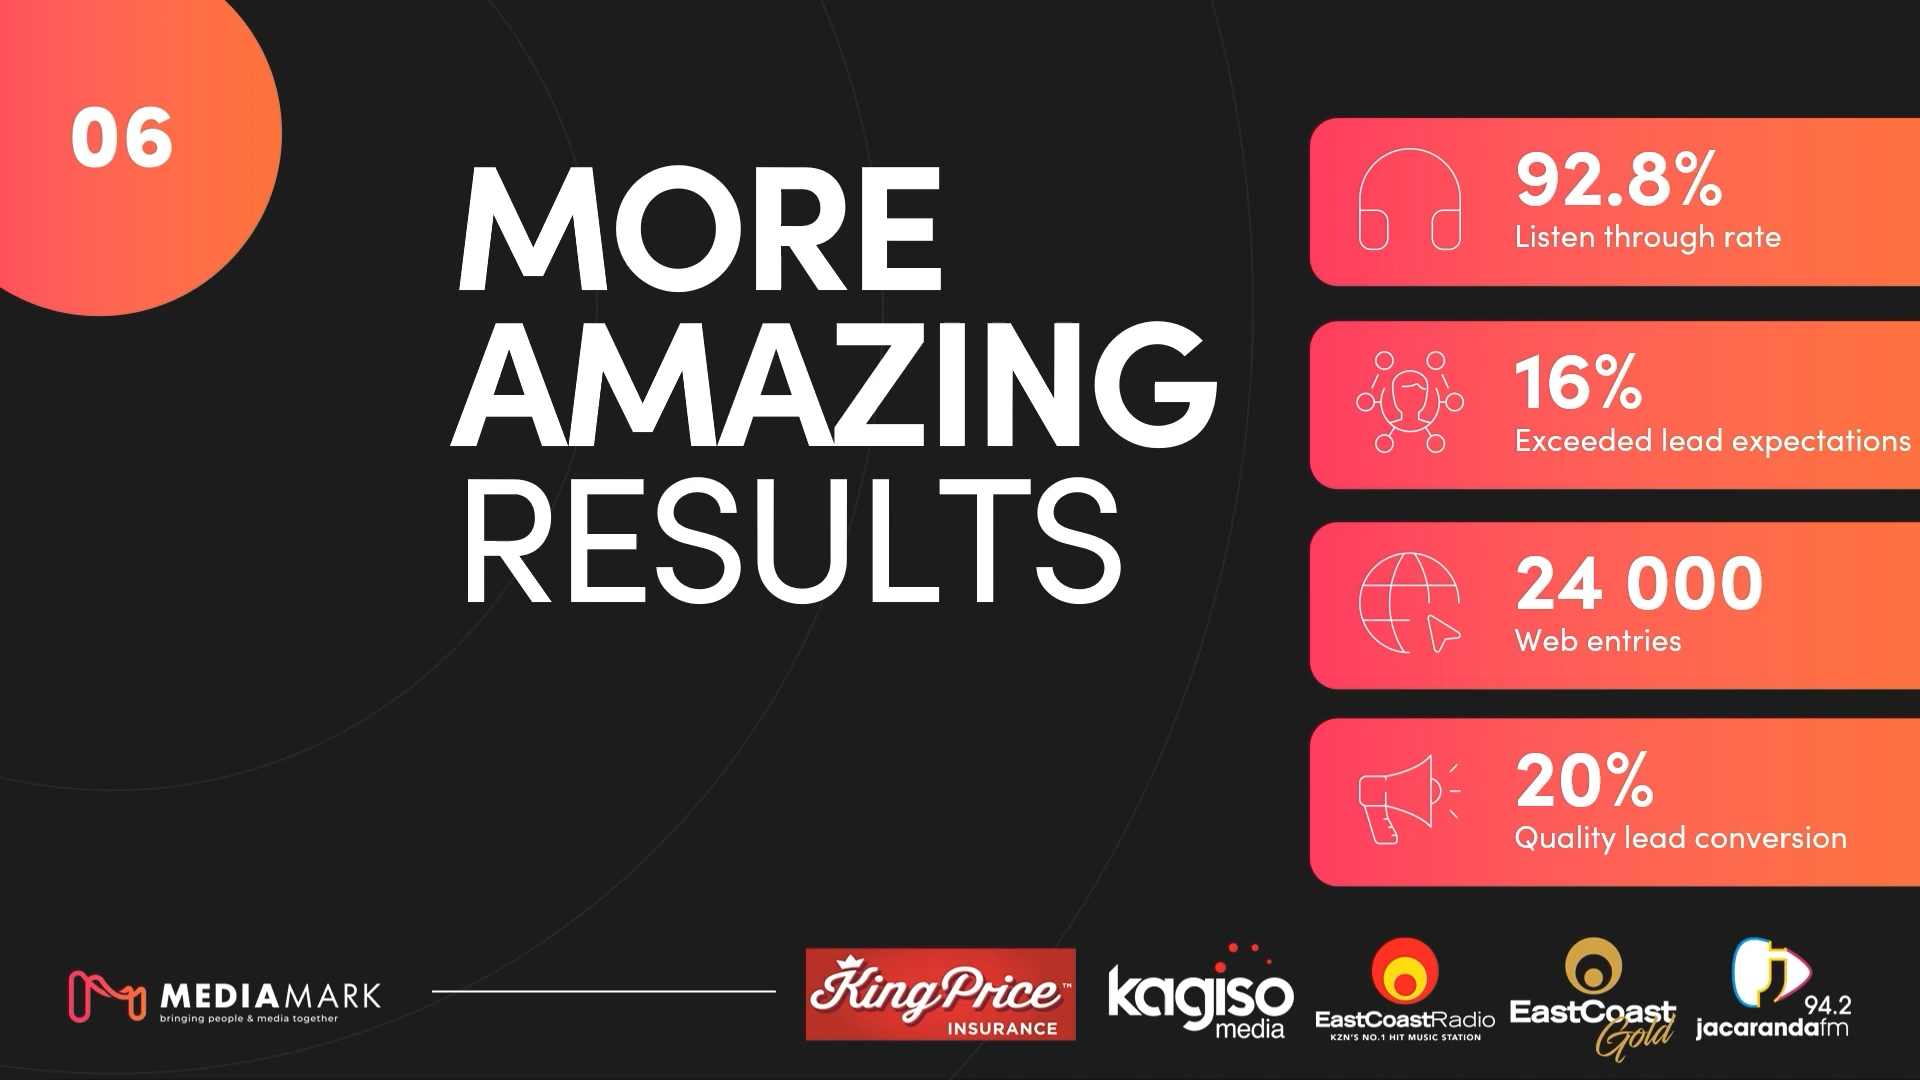 06
MORE
AMAZING
RESULTS
92.8%
Listen through rate
16%
Exceeded lead expectations
24 000
Web entries
20%
Quality lead conversion
MEDIAMARK
bringing people & media together
King Price™
INSURANCE
kagiso
media
EastCoastRadio
KZN'S NO.1 HIT MUSIC STATION
EastCoast
Gold
94.2
jacarandafm